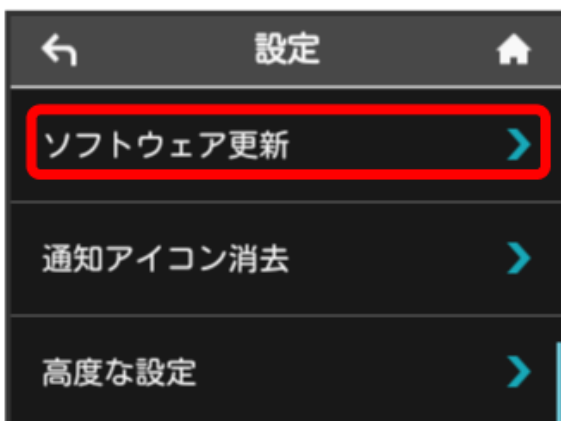 設定
ソフトウェア更新
通知アイコン消去
高度な設定